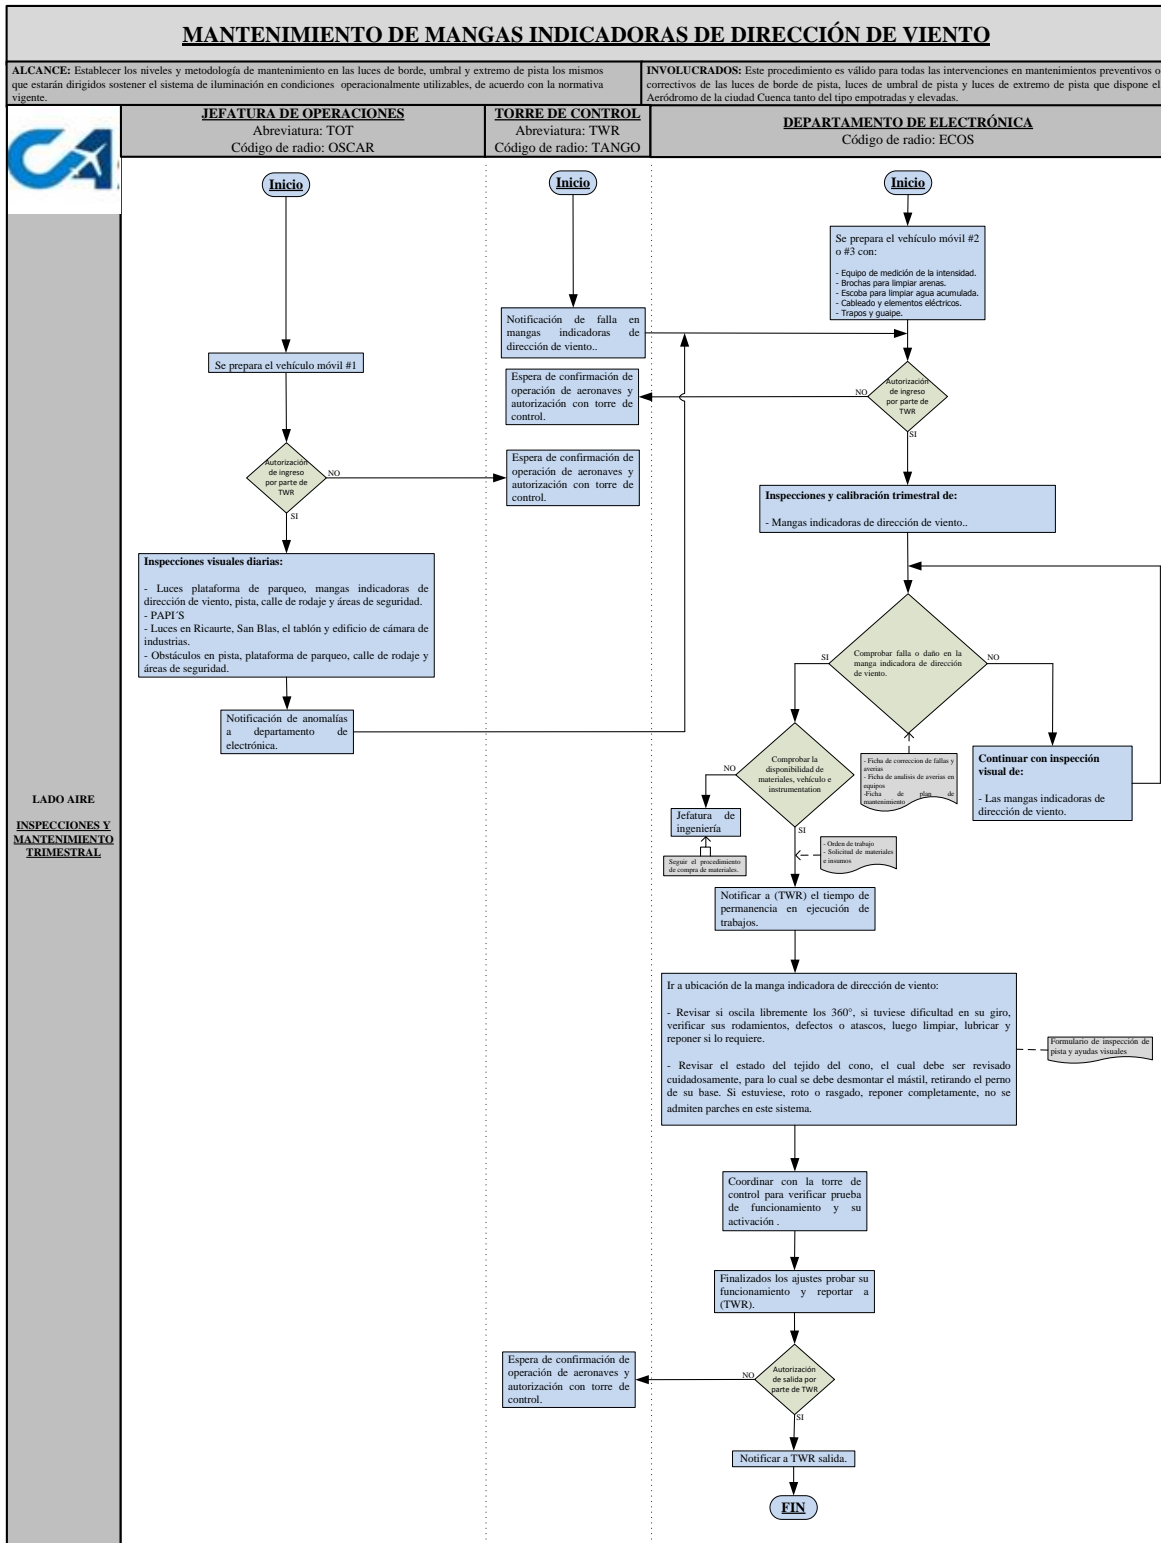 MANTENIMIENTO DE MANGAS INDICADORAS DE DIRECCIÓN DE VIENTO
ALCANCE: Establecer los niveles y metodología de mantenimiento en las luces de borde, umbral y extremo de pista los mismos
que estarán dirigidos sostener el sistema de iluminación en condiciones operacionalmente utilizables, de acuerdo con la normativa
vigente.
INVOLUCRADOS: Este procedimiento es válido para todas las intervenciones en mantenimientos preventivos o
correctivos de las luces de borde de pista, luces de umbral de pista y luces de extremo de pista que dispone el
Aeródromo de la ciudad Cuenca tanto del tipo empotradas y elevadas.
JEFATURA DE OPERACIONES
Abreviatura: TOT
Código de radio: OSCAR
TORRE DE CONTROL
Abreviatura: TWR
Código de radio: TANGO
DEPARTAMENTO DE ELECTRÓNICA
Código de radio: ECOS
CA
LADO AIRE
INSPECCIONES Y
MANTENIMIENTO
TRIMESTRAL
Inicio
Se prepara el vehículo móvil #1
Autorización
de ingreso
por parte de
TWR
NO
SI
Inspecciones visuales diarias:
- Luces plataforma de parqueo, mangas indicadoras de
dirección de viento, pista, calle de rodaje y áreas de seguridad.
- PAPI´S
- Luces en Ricaurte, San Blas, el tablón y edificio de cámara de
industrias.
- Obstáculos en pista, plataforma de parqueo, calle de rodaje y
áreas de seguridad.
Notificación de anomalías
a departamento de
electrónica.
Inicio
Notificación de falla en
mangas indicadoras de
dirección de viento..
Espera de confirmación de
operación de aeronaves y
autorización con torre de
control.
Espera de confirmación de
operación de aeronaves y
autorización con torre de
control.
Inicio
Se prepara el vehículo móvil #2
o #3 con:
- Equipo de medición de la intensidad.
- Brochas para limpiar arenas.
- Escoba para limpiar agua acumulada.
- Cableado y elementos eléctricos.
- Trapos y guaipe.
Autorización
de ingreso
por parte de
TWR
NO
SI
Inspecciones y calibración trimestral de:
- Mangas indicadoras de dirección de viento..
Comprobar falla o daño en la
manga indicadora de dirección
de viento.
SI
NO
Continuar con inspección
visual de:
- Las mangas indicadoras de
dirección de viento.
- Ficha de correccion de fallas y
averias
- Ficha de analisis de averias en
equipos
-Ficha de plan de
mantenimiento
Comprobar la
disponibilidad de
materiales, vehículo e
instrumentation
NO
SI
Jefatura de
ingeniería
Seguir el procedimiento
de compra de materiales.
- Orden de trabajo
- Solicitud de materiales
e insumos
Notificar a (TWR) el tiempo de
permanencia en ejecución de
trabajos.
Ir a ubicación de la manga indicadora de dirección de viento:
- Revisar si oscila libremente los 360°, si tuviese dificultad en su giro,
verificar sus rodamientos, defectos o atascos, luego limpiar, lubricar y
reponer si lo requiere.
- Revisar el estado del tejido del cono, el cual debe ser revisado
cuidadosamente, para lo cual se debe desmontar el mástil, retirando el perno
de su base. Si estuviese, roto o rasgado, reponer completamente, no se
admiten parches en este sistema.
Formulario de inspección de
pista y ayudas visuales
Coordinar con la torre de
control para verificar prueba
de funcionamiento y su
activación .
Finalizados los ajustes probar su
funcionamiento y reportar a
(TWR).
Autorización
de salida por
parte de TWR
NO
SI
Espera de confirmación de
operación de aeronaves y
autorización con torre de
control.
Notificar a TWR salida.
FIN